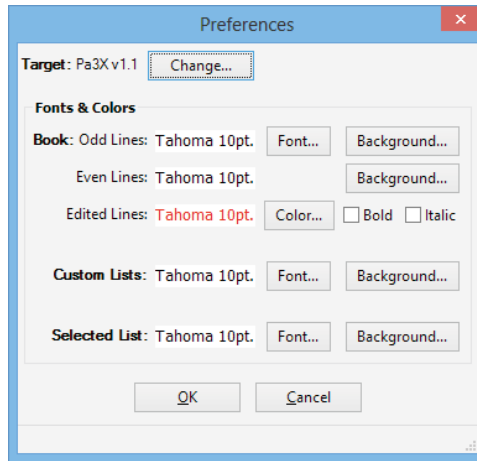 Preferences
Target: Pa3X v1.1 Change...
Fonts & Colors
Book: Odd Lines: Tahoma 10pt. Font... Background...
Even Lines: Tahoma 10pt. Background...
Edited Lines: Tahoma 10pt. Color... Bold Italic
Custom Lists: Tahoma 10pt. Font... Background...
Selected List: Tahoma 10pt. Font... Background...
OK Cancel